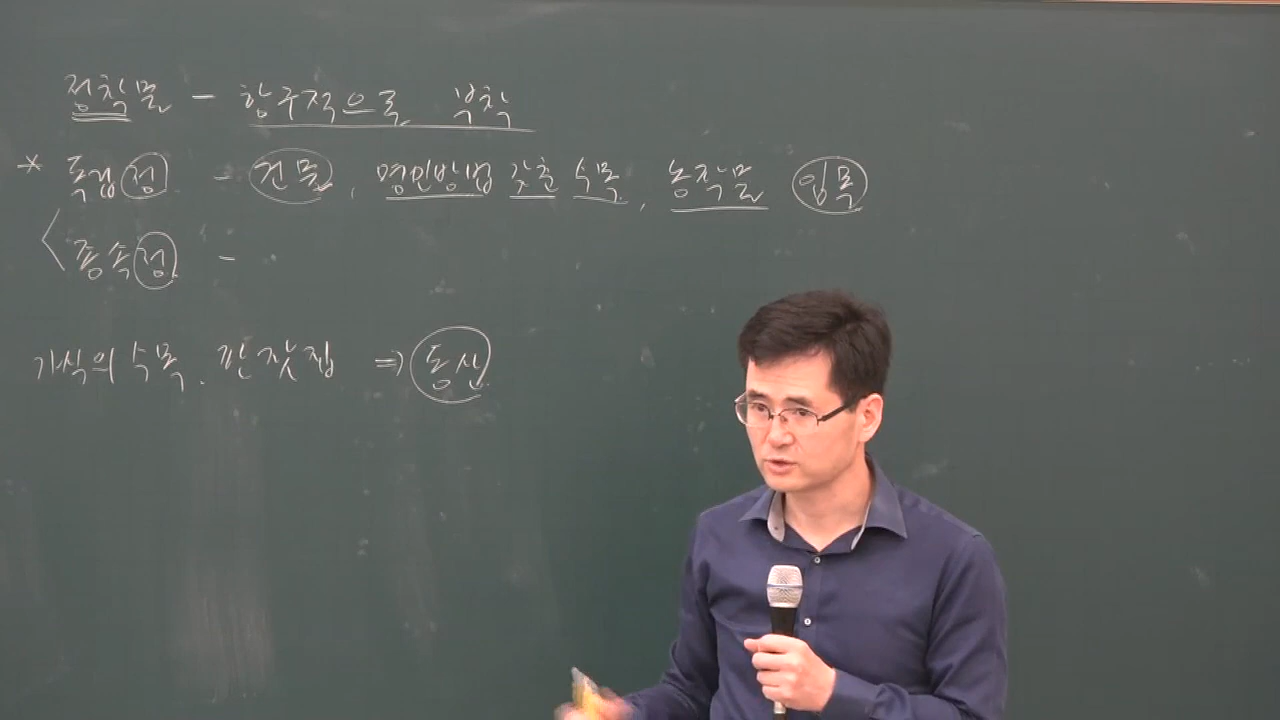 정착물 - 항구적으로 부착
* 독립정 - 건물, 명인방법 갖춘 수목, 농작물 입목
< 종속정 -
가식의 수목. 판잣집 ⇒ 동산